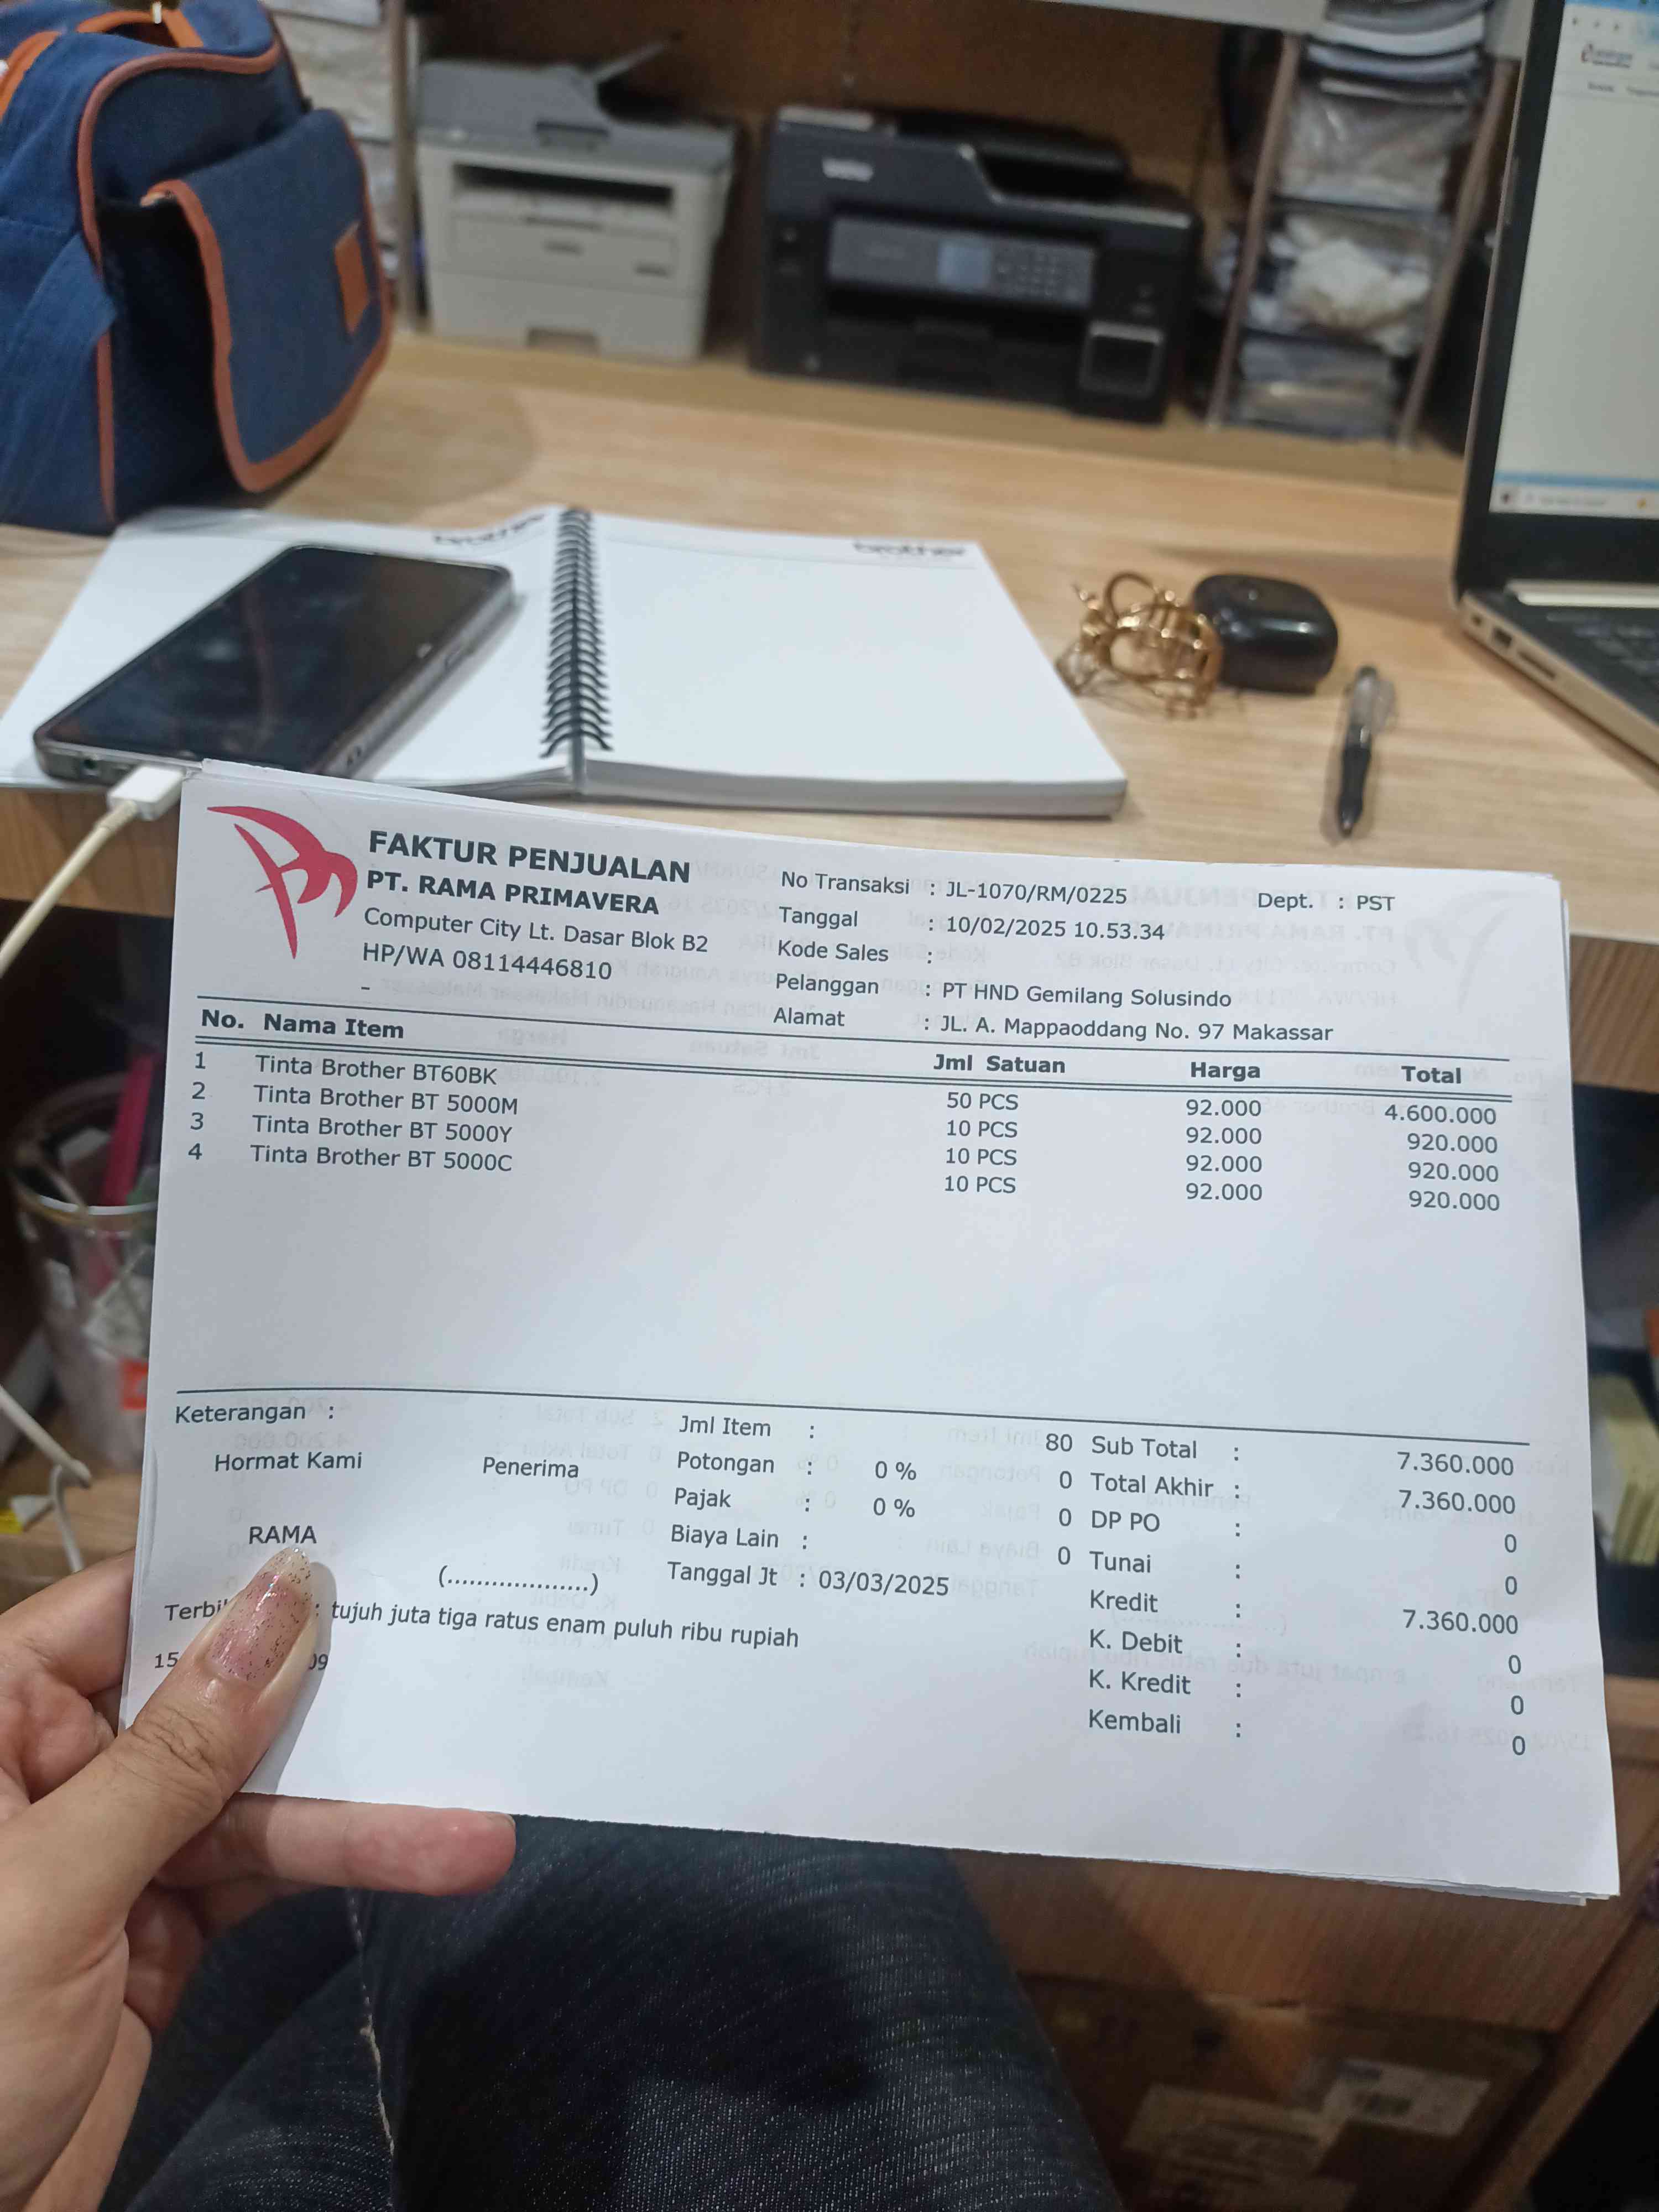 brother
FAKTUR PENJUALAN
PT. RAMA PRIMAVERA
Computer City Lt. Dasar Blok B2
HP/WA 08114446810
-
No Transaksi : JL-1070/RM/0225 Dept. : PST
Tanggal : 10/02/2025 10.53.34
Kode Sales :
Pelanggan : PT HND Gemilang Solusindo
Alamat : JL. A. Mappaoddang No. 97 Makassar
No. Nama Item Jml Satuan Harga Total
1 Tinta Brother BT60BK 50 PCS 92.000 4.600.000
2 Tinta Brother BT 5000M 10 PCS 92.000 920.000
3 Tinta Brother BT 5000Y 10 PCS 92.000 920.000
4 Tinta Brother BT 5000C 10 PCS 92.000 920.000
Keterangan :
Hormat Kami Penerima
RAMA
(...................)
Jml Item : 80
Potongan : 0 % 0
Pajak : 0 % 0
Biaya Lain : 0
Tanggal Jt : 03/03/2025
Sub Total : 7.360.000
Total Akhir : 7.360.000
DP PO : 0
Tunai : 0
Kredit : 7.360.000
K. Debit : 0
K. Kredit : 0
Kembali : 0
: tujuh juta tiga ratus enam puluh ribu rupiah
15
09